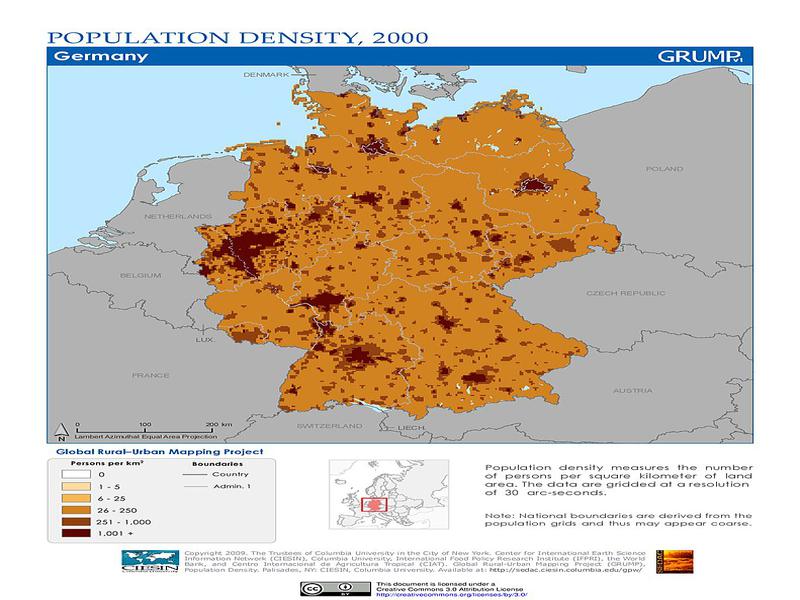 POPULATION DENSITY, 2000
Germany
GRUMPv1
DENMARK
POLAND
NETHERLANDS
BELGIUM
CZECH REPUBLIC
LUX.
FRANCE
AUSTRIA
SWITZERLAND
LIECH.
0 100 200 km
Lambert Azimuthal Equal Area Projection
N
Global Rural–Urban Mapping Project
Persons per km²
0
1 - 5
6 - 25
26 - 250
251 - 1,000
1,001 +
Boundaries
Country
Admin. 1
Population density measures the number
of persons per square kilometer of land
area. The data are gridded at a resolution
of 30 arc-seconds.
Note: National boundaries are derived from the
population grids and thus may appear coarse.
CIESIN
Copyright 2009. The Trustees of Columbia University in the City of New York. Center for International Earth Science
Information Network (CIESIN), Columbia University, International Food Policy Research Institute (IFPRI), the World
Bank, and Centro Internacional de Agricultura Tropical (CIAT). Global Rural-Urban Mapping Project (GRUMP),
Population Density. Palisades, NY: CIESIN, Columbia University. Available at: http://sedac.ciesin.columbia.edu/gpw/
SEDAC
cc BY
This document is licensed under a
Creative Commons 3.0 Attribution License
http://creativecommons.org/licenses/by/3.0/